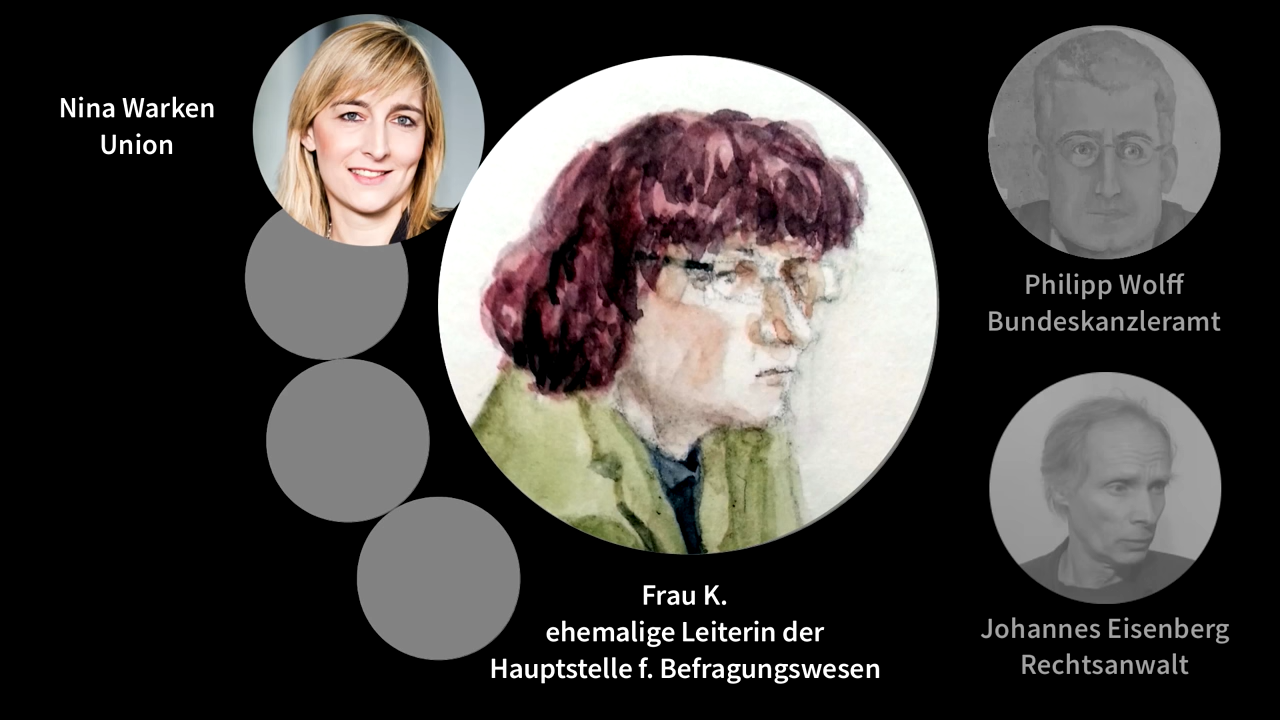 Nina Warken
Union
Philipp Wolff
Bundeskanzleramt
Frau K.
ehemalige Leiterin der
Hauptstelle f. Befragungswesen
Johannes Eisenberg
Rechtsanwalt